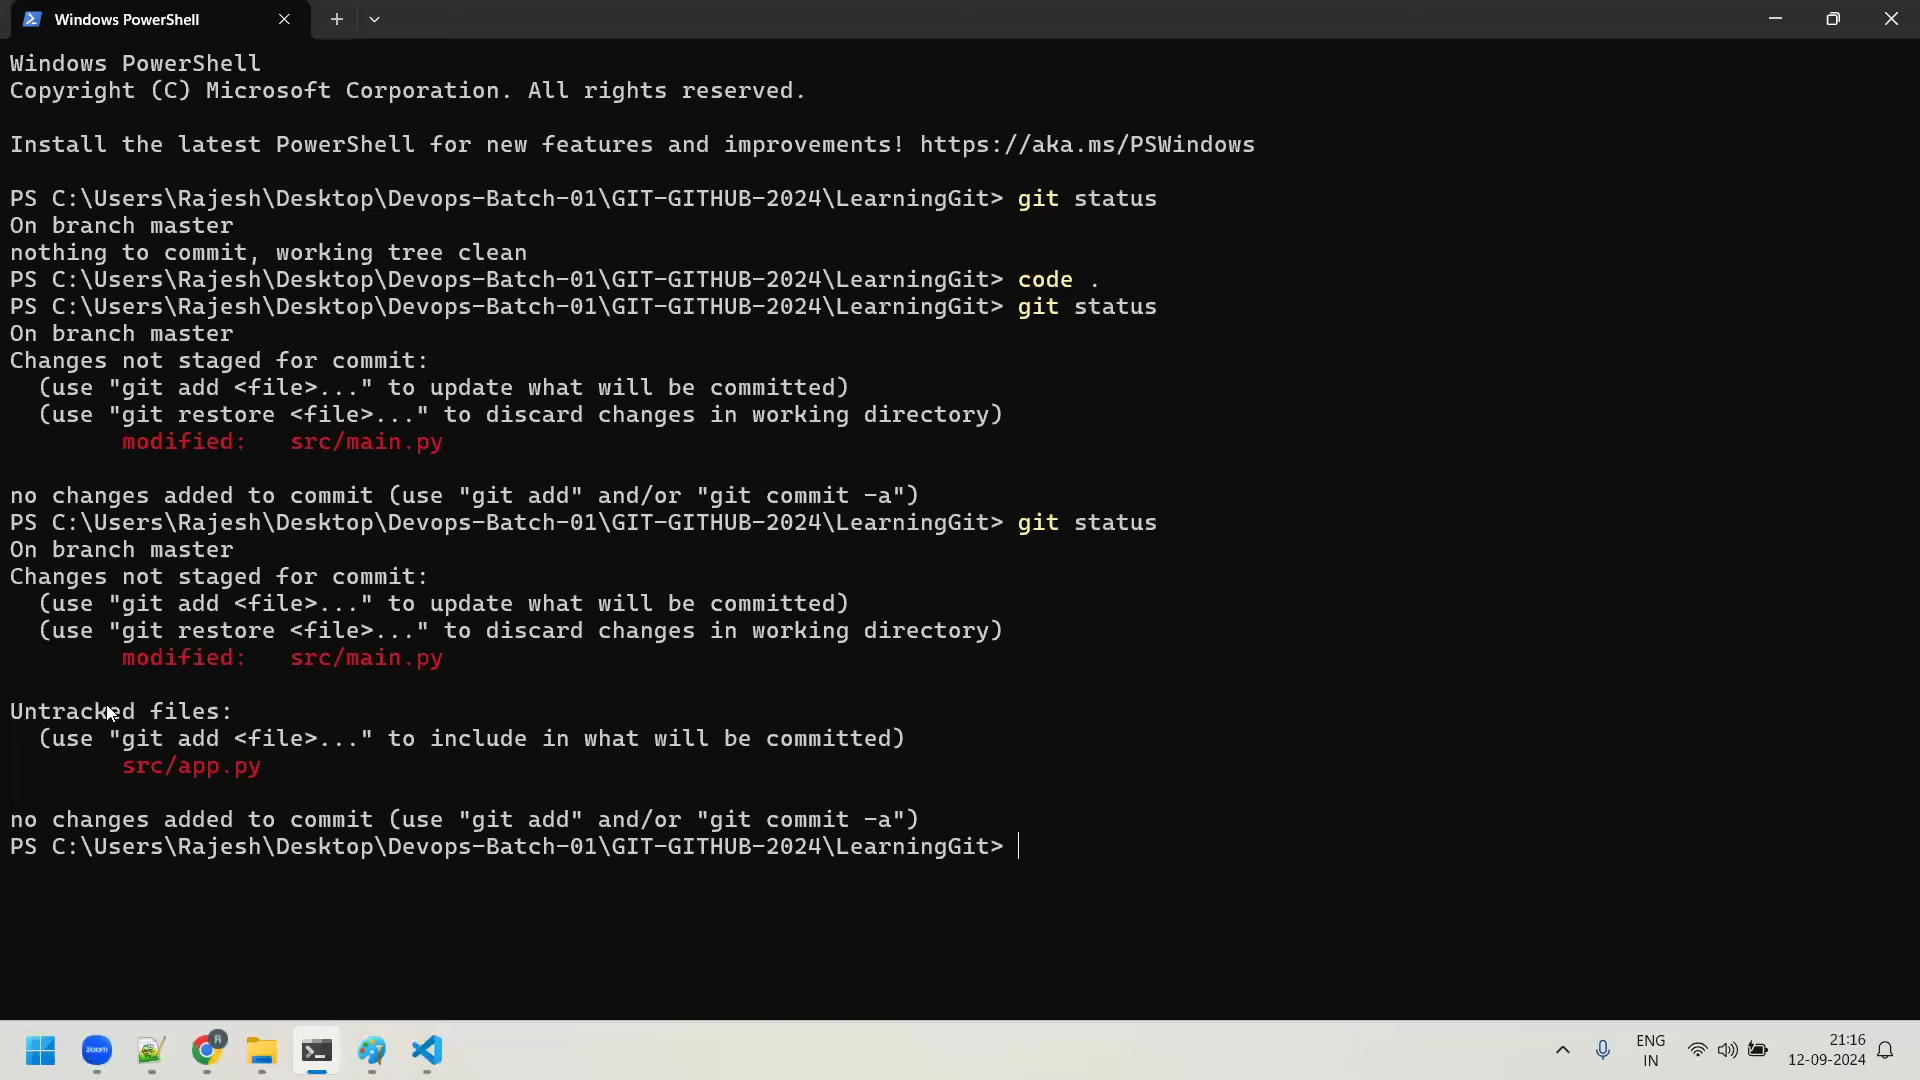 Windows PowerShell
Windows PowerShell
Copyright (C) Microsoft Corporation. All rights reserved.
Install the latest PowerShell for new features and improvements! https://aka.ms/PSWindows
PS C:\Users\Rajesh\Desktop\Devops-Batch-01\GIT-GITHUB-2024\LearningGit> git status
On branch master
nothing to commit, working tree clean
PS C:\Users\Rajesh\Desktop\Devops-Batch-01\GIT-GITHUB-2024\LearningGit> code .
PS C:\Users\Rajesh\Desktop\Devops-Batch-01\GIT-GITHUB-2024\LearningGit> git status
On branch master
Changes not staged for commit:
  (use "git add <file>..." to update what will be committed)
  (use "git restore <file>..." to discard changes in working directory)
        modified:   src/main.py
no changes added to commit (use "git add" and/or "git commit -a")
PS C:\Users\Rajesh\Desktop\Devops-Batch-01\GIT-GITHUB-2024\LearningGit> git status
On branch master
Changes not staged for commit:
  (use "git add <file>..." to update what will be committed)
  (use "git restore <file>..." to discard changes in working directory)
        modified:   src/main.py
Untracked files:
  (use "git add <file>..." to include in what will be committed)
        src/app.py
no changes added to commit (use "git add" and/or "git commit -a")
PS C:\Users\Rajesh\Desktop\Devops-Batch-01\GIT-GITHUB-2024\LearningGit>
zoom
R
ENG
IN
21:16
12-09-2024